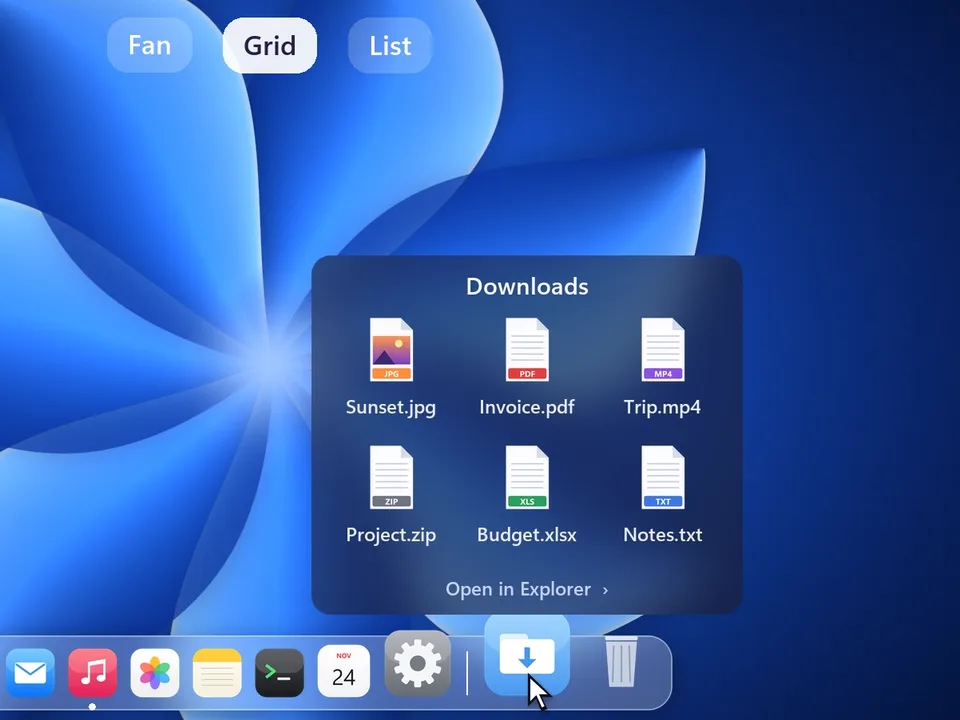 Fan Grid List
Downloads
JPG PDF MP4
Sunset.jpg Invoice.pdf Trip.mp4
ZIP XLS TXT
Project.zip Budget.xlsx Notes.txt
Open in Explorer ›
NOV
24
>_